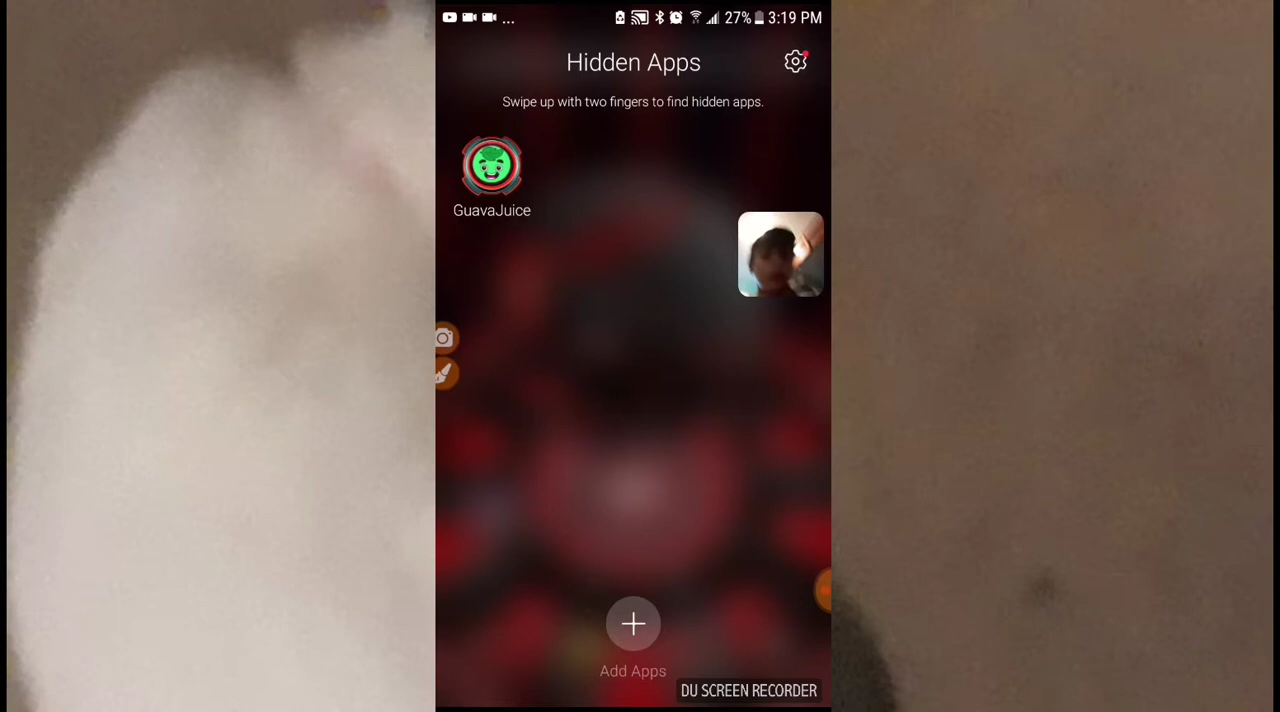 ... 27% 3:19 PM
Hidden Apps
Swipe up with two fingers to find hidden apps.
GuavaJuice
Add Apps
DU SCREEN RECORDER